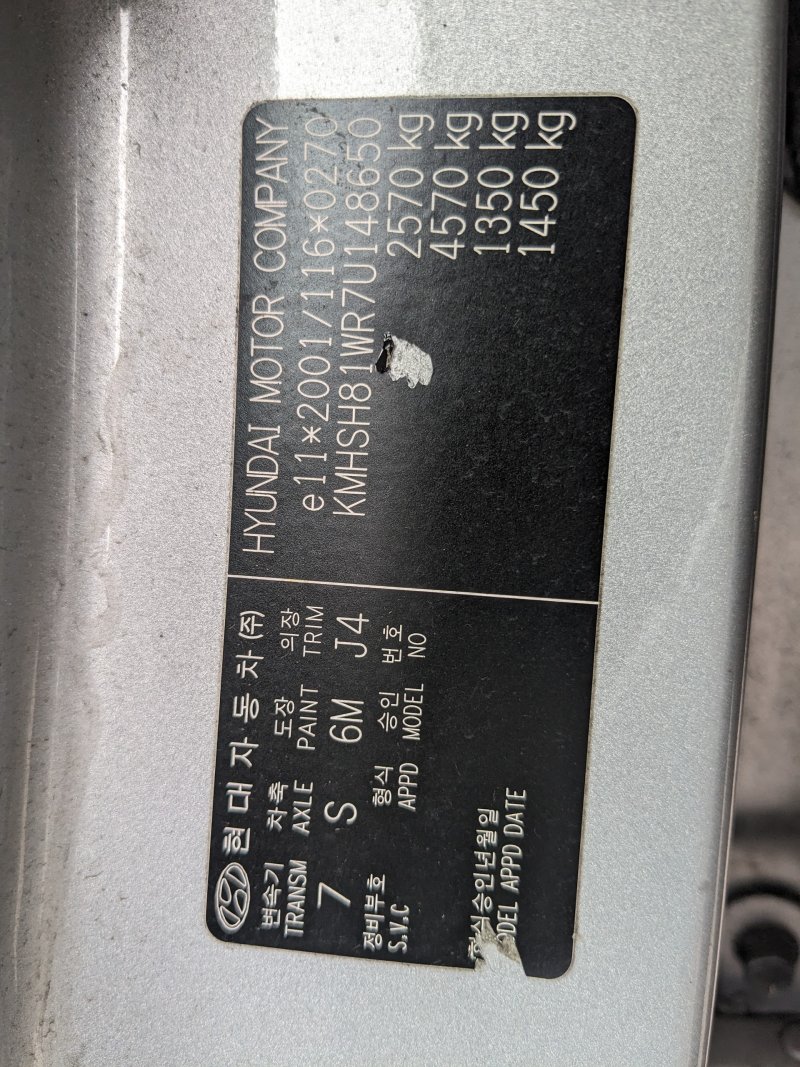 현대자동차(주)
변속기 차축 도장 의장
TRANSM AXLE PAINT TRIM
7 S 6M J4
정비부호 형식 승인 번호
S.V.C APPD MODEL NO
형식승인년월일
ODEL APPD DATE
HYUNDAI MOTOR COMPANY
e11*2001/116*0270
KMHSH81WR7U148650
2570 kg
4570 kg
1350 kg
1450 kg